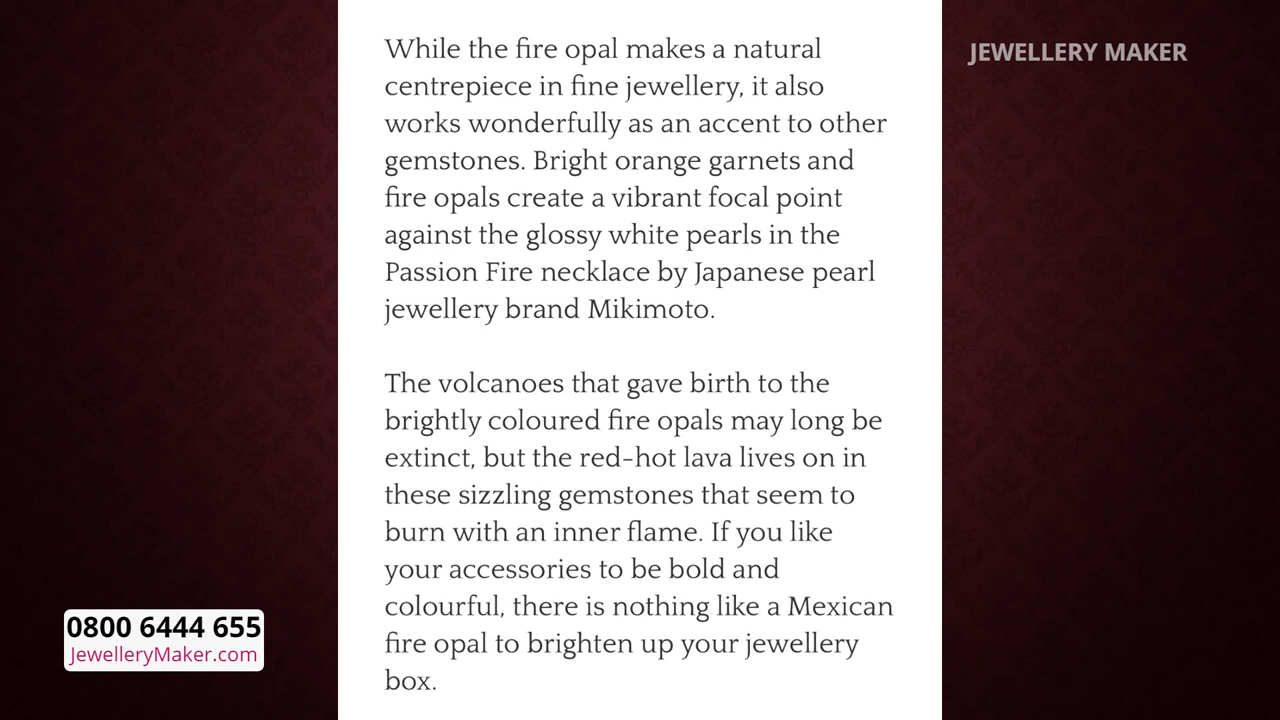 JEWELLERY MAKER
While the fire opal makes a natural
centrepiece in fine jewellery, it also
works wonderfully as an accent to other
gemstones. Bright orange garnets and
fire opals create a vibrant focal point
against the glossy white pearls in the
Passion Fire necklace by Japanese pearl
jewellery brand Mikimoto.
The volcanoes that gave birth to the
brightly coloured fire opals may long be
extinct, but the red-hot lava lives on in
these sizzling gemstones that seem to
burn with an inner flame. If you like
your accessories to be bold and
colourful, there is nothing like a Mexican
fire opal to brighten up your jewellery
box.
0800 6444 655
JewelleryMaker.com